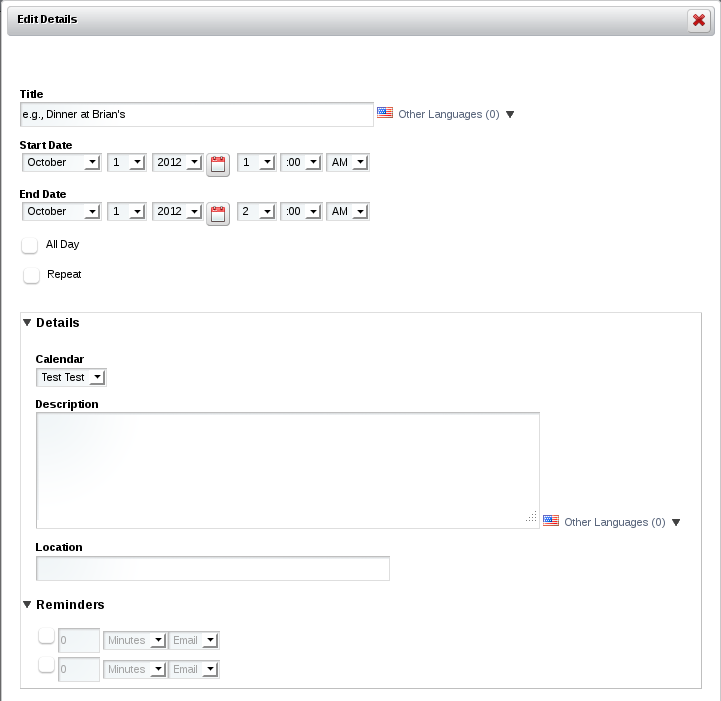 Edit Details
Title
e.g., Dinner at Brian's Other Languages (0)
Start Date
October 1 2012 1 :00 AM
End Date
October 1 2012 2 :00 AM
All Day
Repeat
Details
Calendar
Test Test
Description
Other Languages (0)
Location
Reminders
0 Minutes Email
0 Minutes Email